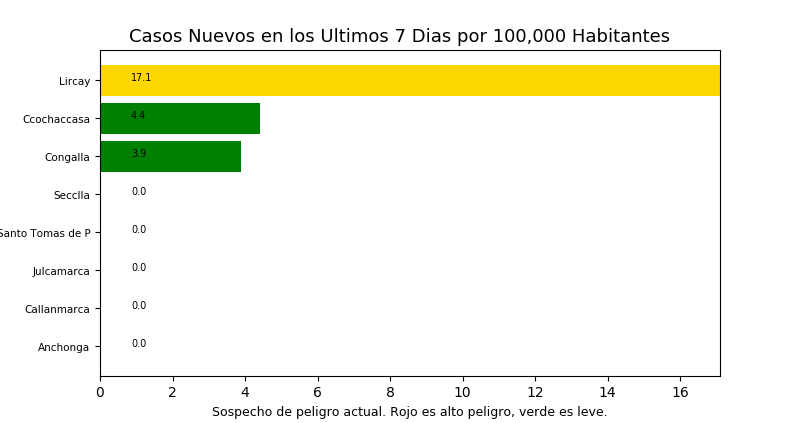 Casos Nuevos en los Ultimos 7 Dias por 100,000 Habitantes
Lircay 17.1
Ccochaccasa 4.4
Congalla 3.9
Secclla 0.0
Santo Tomas de P 0.0
Julcamarca 0.0
Callanmarca 0.0
Anchonga 0.0
0 2 4 6 8 10 12 14 16
Sospecho de peligro actual. Rojo es alto peligro, verde es leve.